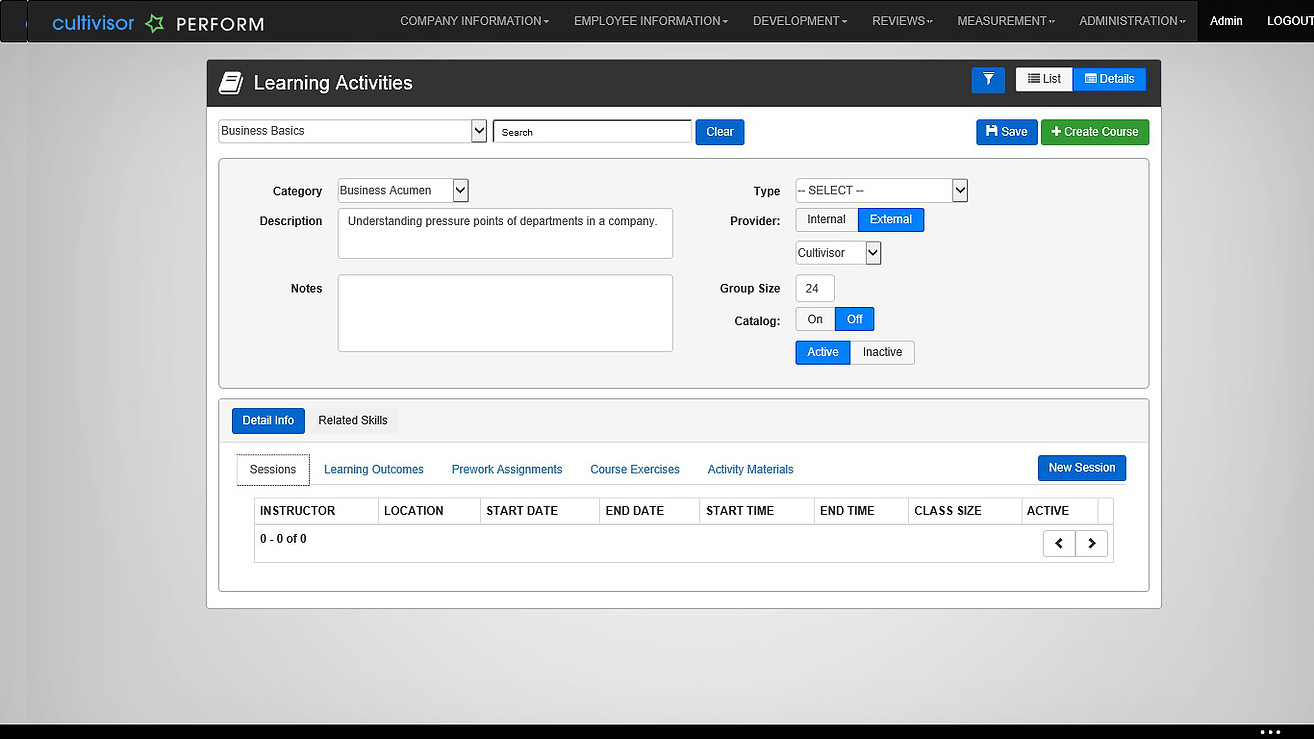 cultivisor PERFORM COMPANY INFORMATION EMPLOYEE INFORMATION DEVELOPMENT REVIEWS MEASUREMENT ADMINISTRATION Admin LOGOUT
Learning Activities List Details
Business Basics Search Clear Save Create Course
Category Business Acumen Type -- SELECT --
Description Understanding pressure points of departments in a company. Provider: Internal External
Cultivisor
Notes Group Size 24
Catalog: On Off
Active Inactive
Detail Info Related Skills
Sessions Learning Outcomes Prework Assignments Course Exercises Activity Materials New Session
INSTRUCTOR LOCATION START DATE END DATE START TIME END TIME CLASS SIZE ACTIVE
0 - 0 of 0